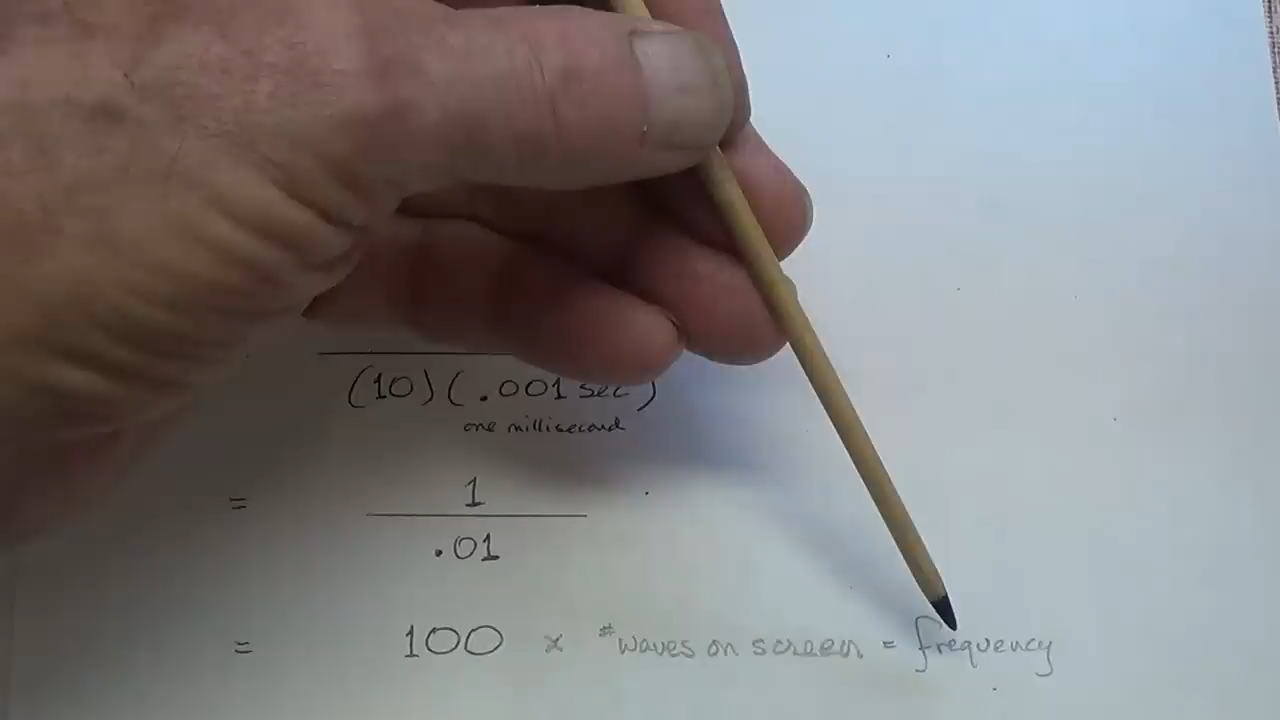 (10)(.001 sec)
one millisecond
= 1
.01
= 100 x #waves on screen = frequency